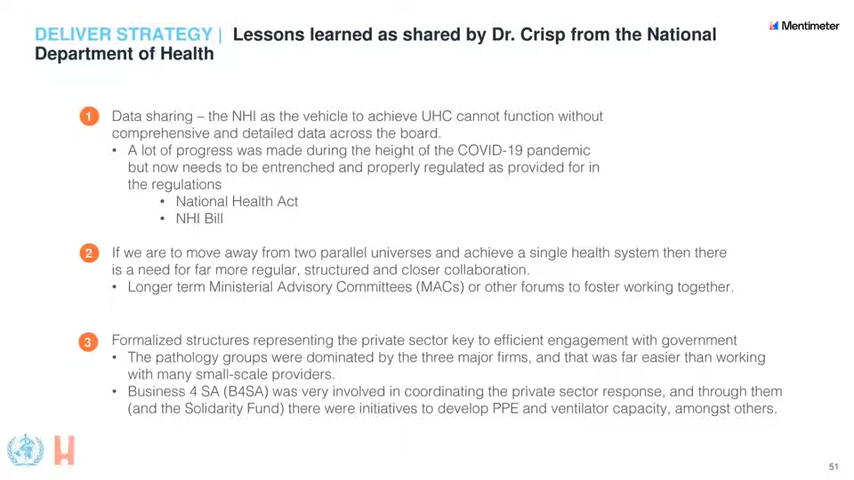 DELIVER STRATEGY | Lessons learned as shared by Dr. Crisp from the National
Department of Health
Mentimeter
1 Data sharing – the NHI as the vehicle to achieve UHC cannot function without
comprehensive and detailed data across the board.
• A lot of progress was made during the height of the COVID-19 pandemic
but now needs to be entrenched and properly regulated as provided for in
the regulations
• National Health Act
• NHI Bill
2 If we are to move away from two parallel universes and achieve a single health system then there
is a need for far more regular, structured and closer collaboration.
• Longer term Ministerial Advisory Committees (MACs) or other forums to foster working together.
3 Formalized structures representing the private sector key to efficient engagement with government
• The pathology groups were dominated by the three major firms, and that was far easier than working
with many small-scale providers.
• Business 4 SA (B4SA) was very involved in coordinating the private sector response, and through them
(and the Solidarity Fund) there were initiatives to develop PPE and ventilator capacity, amongst others.
51